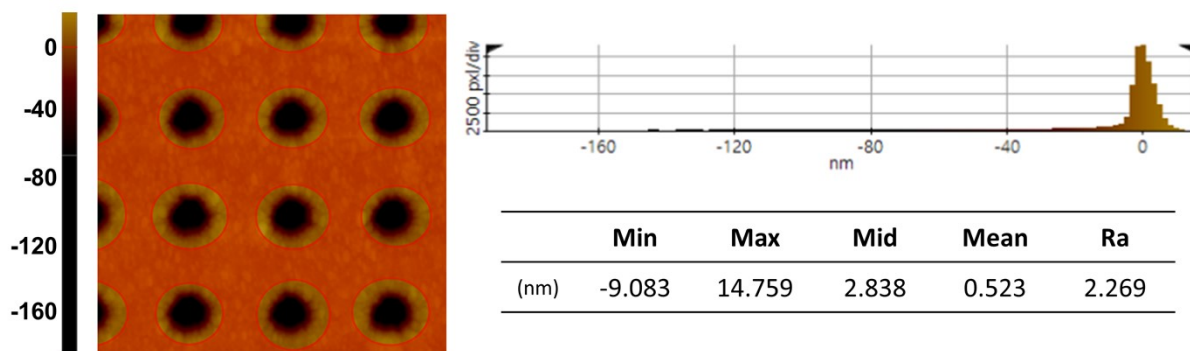 0
-40
-80
-120
-160
2500 pxl/div
-160 -120 -80 -40 0
nm
Min Max Mid Mean Ra
(nm) -9.083 14.759 2.838 0.523 2.269